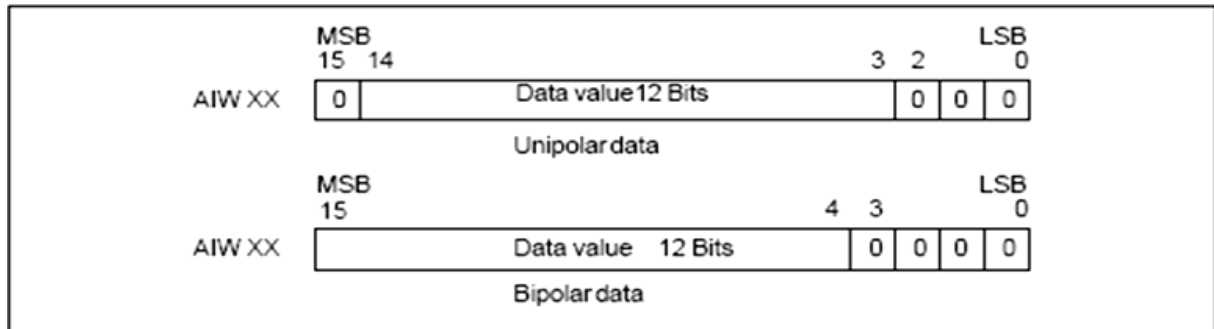 MSB LSB
15 14 3 2 0
AIW XX 0 Data value 12 Bits 0 0 0
Unipolar data
MSB LSB
15 4 3 0
AIW XX Data value 12 Bits 0 0 0 0
Bipolar data